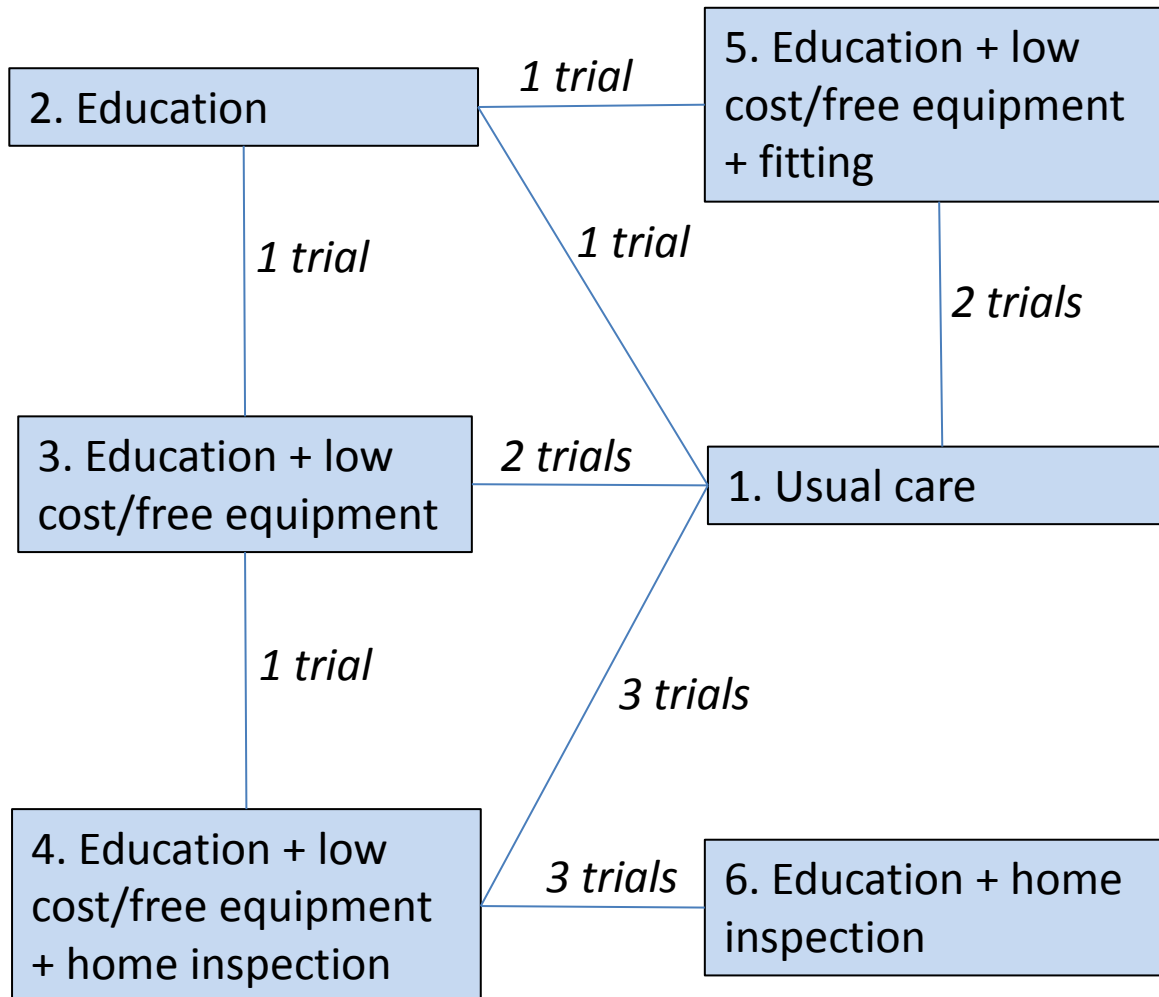 2. Education
1 trial
5. Education + low
cost/free equipment
+ fitting
1 trial
1 trial
2 trials
3. Education + low
cost/free equipment
2 trials
1. Usual care
1 trial
3 trials
4. Education + low
cost/free equipment
+ home inspection
3 trials
6. Education + home
inspection